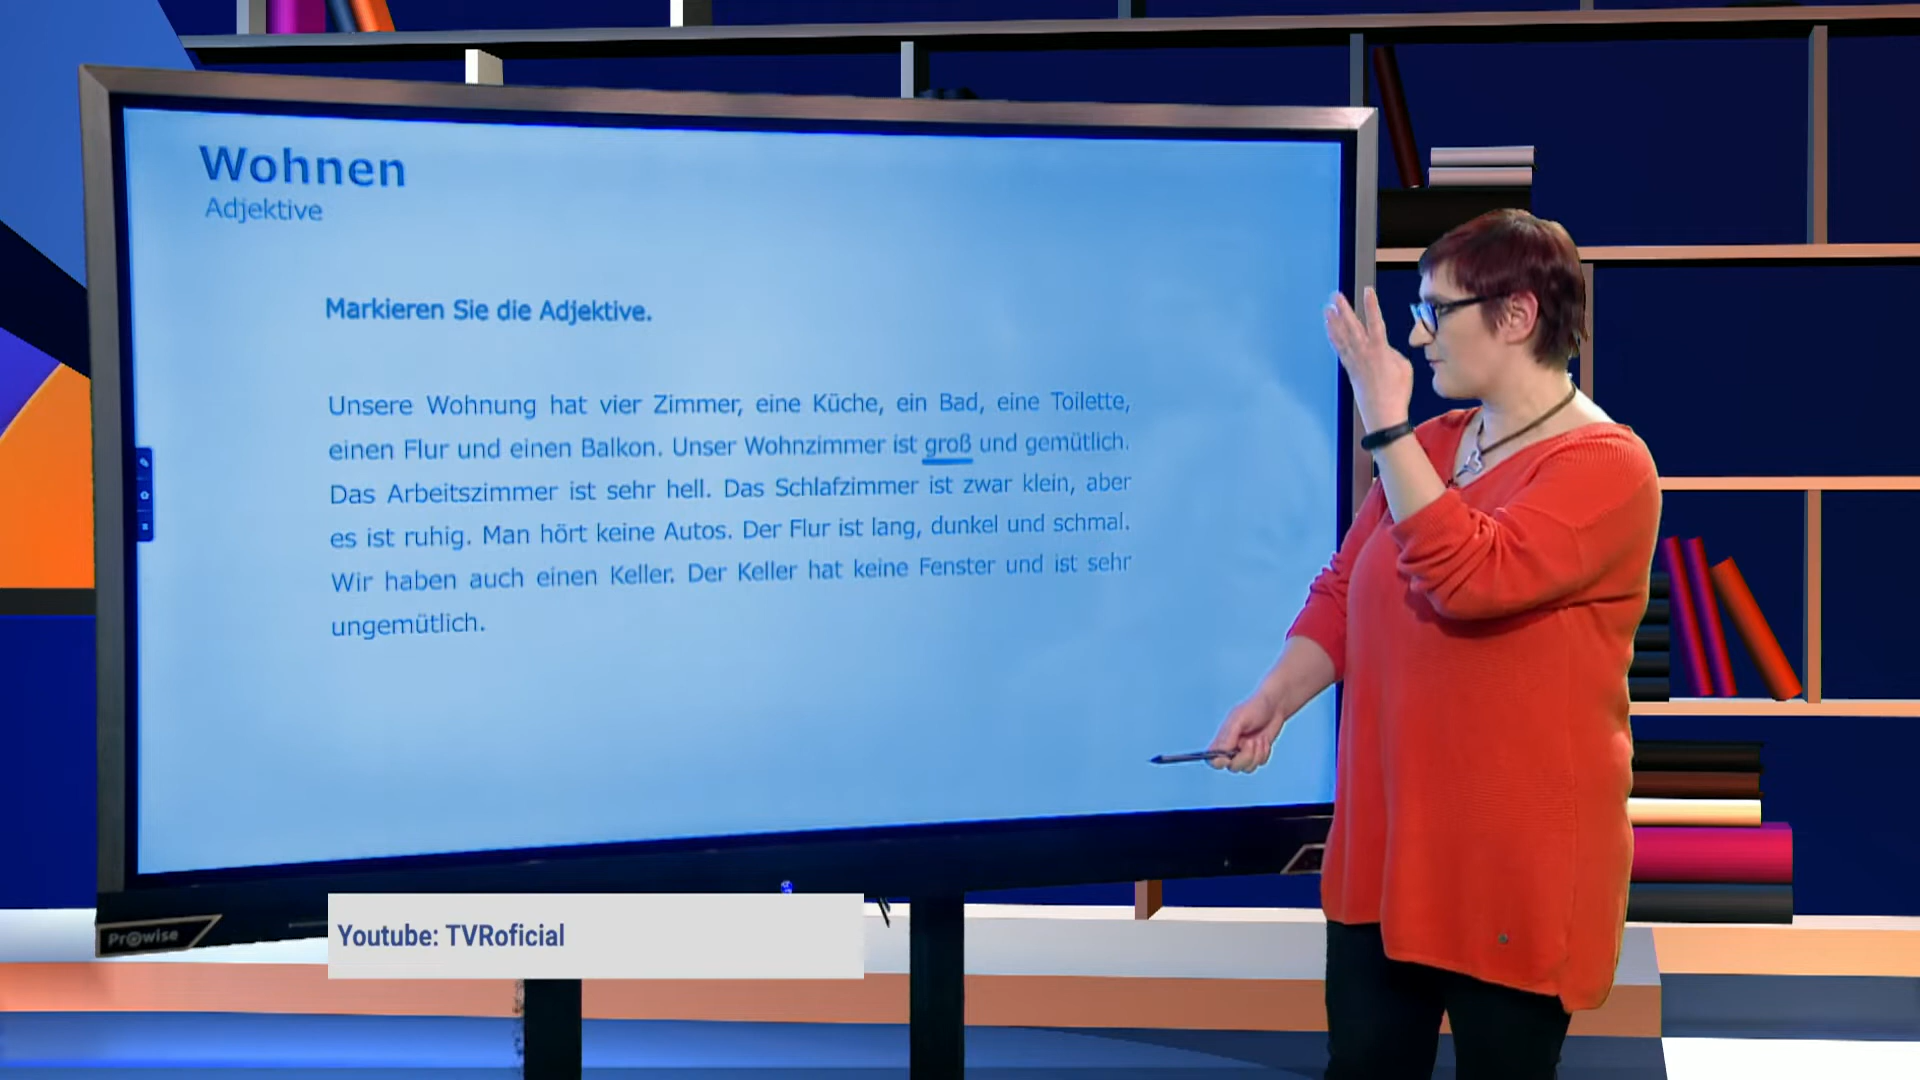 Wohnen
Adjektive
Markieren Sie die Adjektive.
Unsere Wohnung hat vier Zimmer, eine Küche, ein Bad, eine Toilette,
einen Flur und einen Balkon. Unser Wohnzimmer ist groß und gemütlich.
Das Arbeitszimmer ist sehr hell. Das Schlafzimmer ist zwar klein, aber
es ist ruhig. Man hört keine Autos. Der Flur ist lang, dunkel und schmal.
Wir haben auch einen Keller. Der Keller hat keine Fenster und ist sehr
ungemütlich.
Prowise
Youtube: TVRoficial